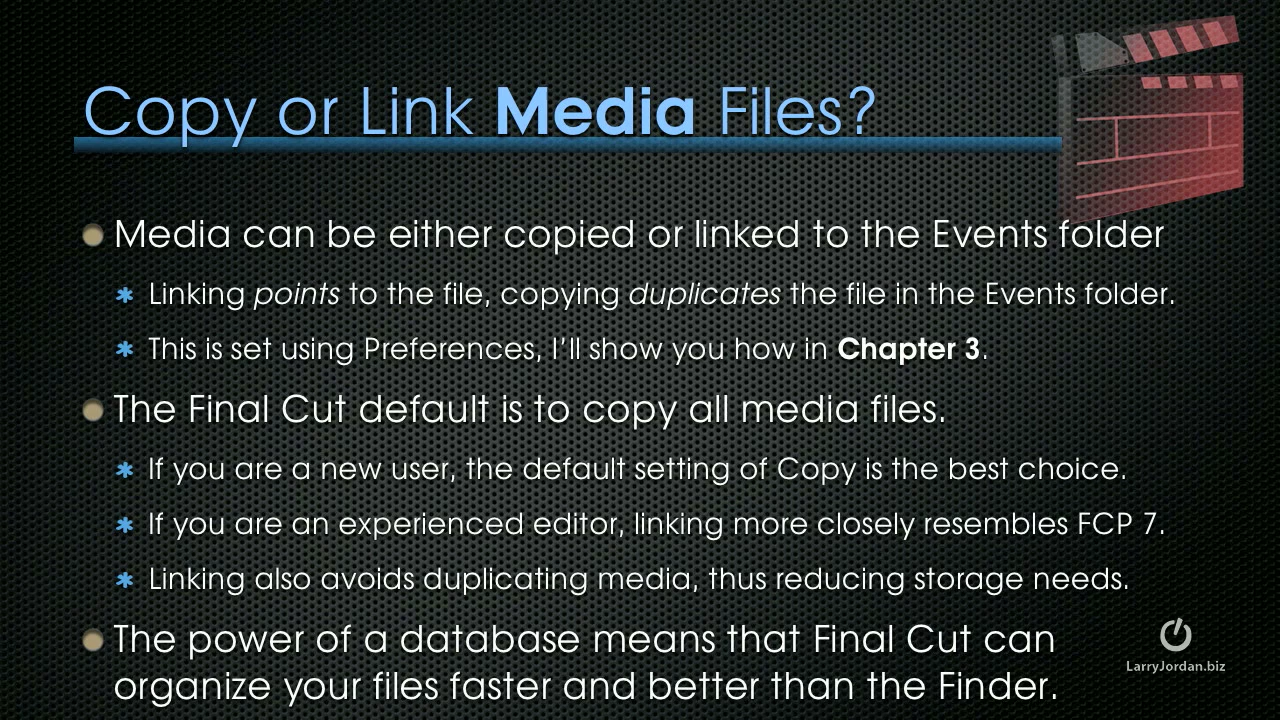 Copy or Link Media Files?
Media can be either copied or linked to the Events folder
Linking points to the file, copying duplicates the file in the Events folder.
This is set using Preferences, I’ll show you how in Chapter 3.
The Final Cut default is to copy all media files.
If you are a new user, the default setting of Copy is the best choice.
If you are an experienced editor, linking more closely resembles FCP 7.
Linking also avoids duplicating media, thus reducing storage needs.
The power of a database means that Final Cut can
organize your files faster and better than the Finder.
LarryJordan.biz